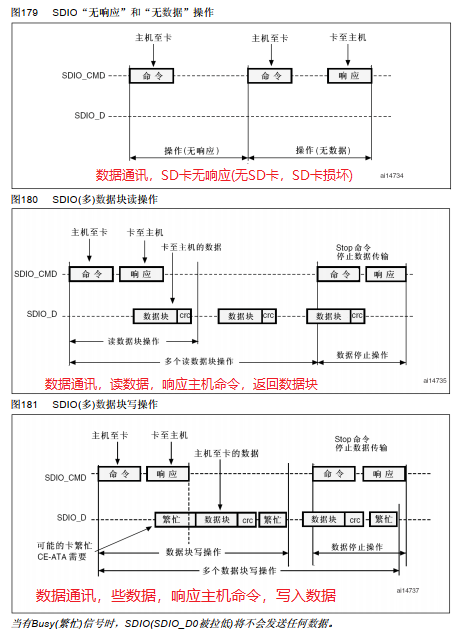 图179 SDIO“无响应”和“无数据”操作
主机至卡 主机至卡 卡至主机
SDIO_CMD 命令 命令 响应
SDIO_D
操作(无响应) 操作(无数据)
数据通讯，SD卡无响应(无SD卡，SD卡损坏)
ai14734
图180 SDIO(多)数据块读操作
主机至卡 卡至主机
卡至主机的数据
Stop 命令
停止数据传输
SDIO_CMD 命令 响应 命令 响应
SDIO_D 数据块 crc 数据块 crc 数据块 crc
读数据块操作
多个读数据块操作 数据停止操作
数据通讯，读数据，响应主机命令，返回数据块
ai14735
图181 SDIO(多)数据块写操作
主机至卡 卡至主机
主机至卡的数据
Stop 命令
停止数据传输
SDIO_CMD 命令 响应 命令 响应
SDIO_D 繁忙 数据块 crc 繁忙 数据块 crc 繁忙
可能的卡繁忙
CE-ATA 需要
数据块写操作 数据停止操作
多个数据块写操作
数据通讯，些数据，响应主机命令，写入数据
ai14737
当有Busy(繁忙)信号时，SDIO(SDIO_D0被拉低)将不会发送任何数据。